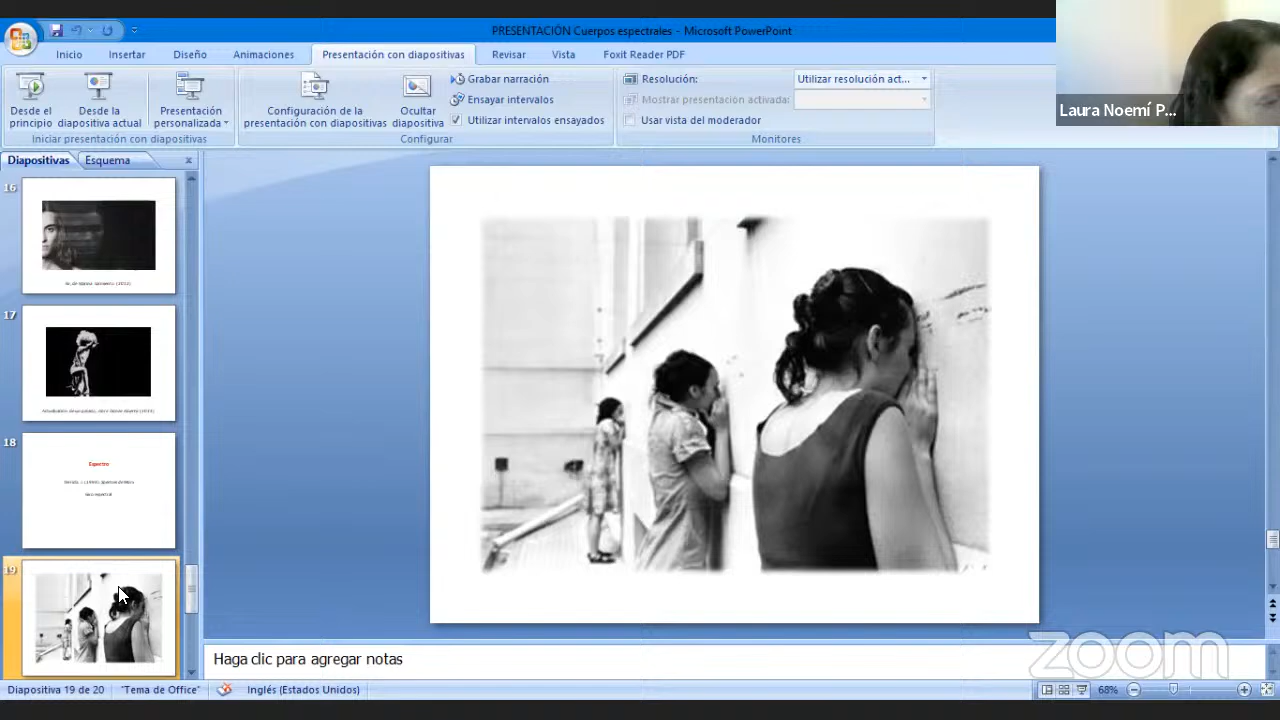 PRESENTACIÓN Cuerpos espectrales - Microsoft PowerPoint
Inicio Insertar Diseño Animaciones Presentación con diapositivas Revisar Vista Foxit Reader PDF
Desde el principio
Desde la diapositiva actual
Presentación personalizada
Iniciar presentación con diapositivas
Configuración de la presentación con diapositivas
Ocultar diapositiva
Grabar narración
Ensayar intervalos
Utilizar intervalos ensayados
Configurar
Resolución: Utilizar resolución act...
Mostrar presentación activada:
Usar vista del moderador
Monitores
Laura Noemí P...
Diapositivas Esquema
16
17
18
Espectro
19
Haga clic para agregar notas
zoom
Diapositiva 19 de 20 "Tema de Office" Inglés (Estados Unidos) 68%